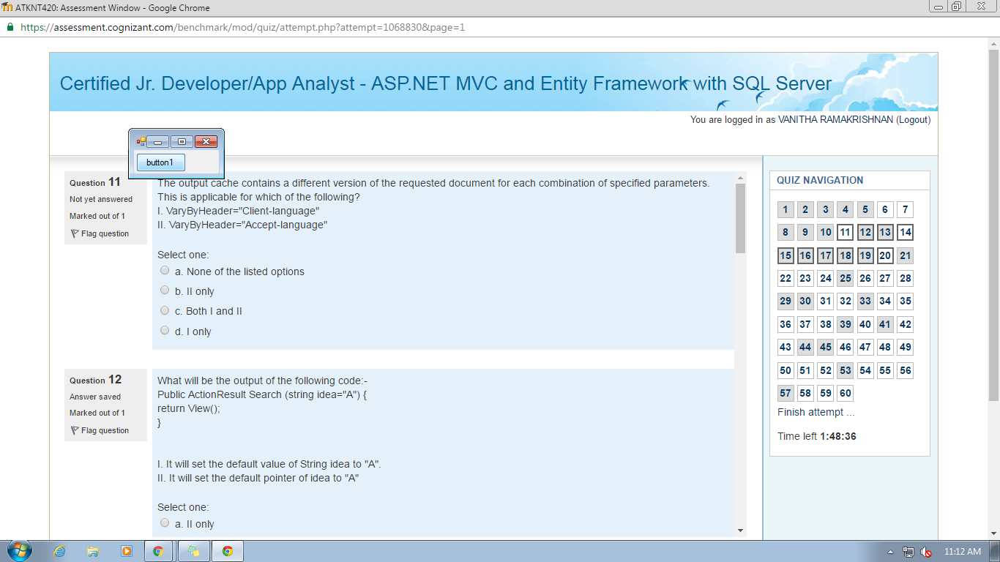 ATKNT420: Assessment Window - Google Chrome
https://assessment.cognizant.com/benchmark/mod/quiz/attempt.php?attempt=1068830&page=1
Certified Jr. Developer/App Analyst - ASP.NET MVC and Entity Framework with SQL Server
You are logged in as VANITHA RAMAKRISHNAN (Logout)
button1
Question 11
Not yet answered
Marked out of 1
Flag question
The output cache contains a different version of the requested document for each combination of specified parameters.
This is applicable for which of the following?
I. VaryByHeader="Client-language"
II. VaryByHeader="Accept-language"
Select one:
a. None of the listed options
b. II only
c. Both I and II
d. I only
Question 12
Answer saved
Marked out of 1
Flag question
What will be the output of the following code:-
Public ActionResult Search (string idea="A") {
return View();
}
I. It will set the default value of String idea to "A".
II. It will set the default pointer of idea to "A"
Select one:
a. II only
QUIZ NAVIGATION
1 2 3 4 5 6 7
8 9 10 11 12 13 14
15 16 17 18 19 20 21
22 23 24 25 26 27 28
29 30 31 32 33 34 35
36 37 38 39 40 41 42
43 44 45 46 47 48 49
50 51 52 53 54 55 56
57 58 59 60
Finish attempt ...
Time left 1:48:36
11:12 AM